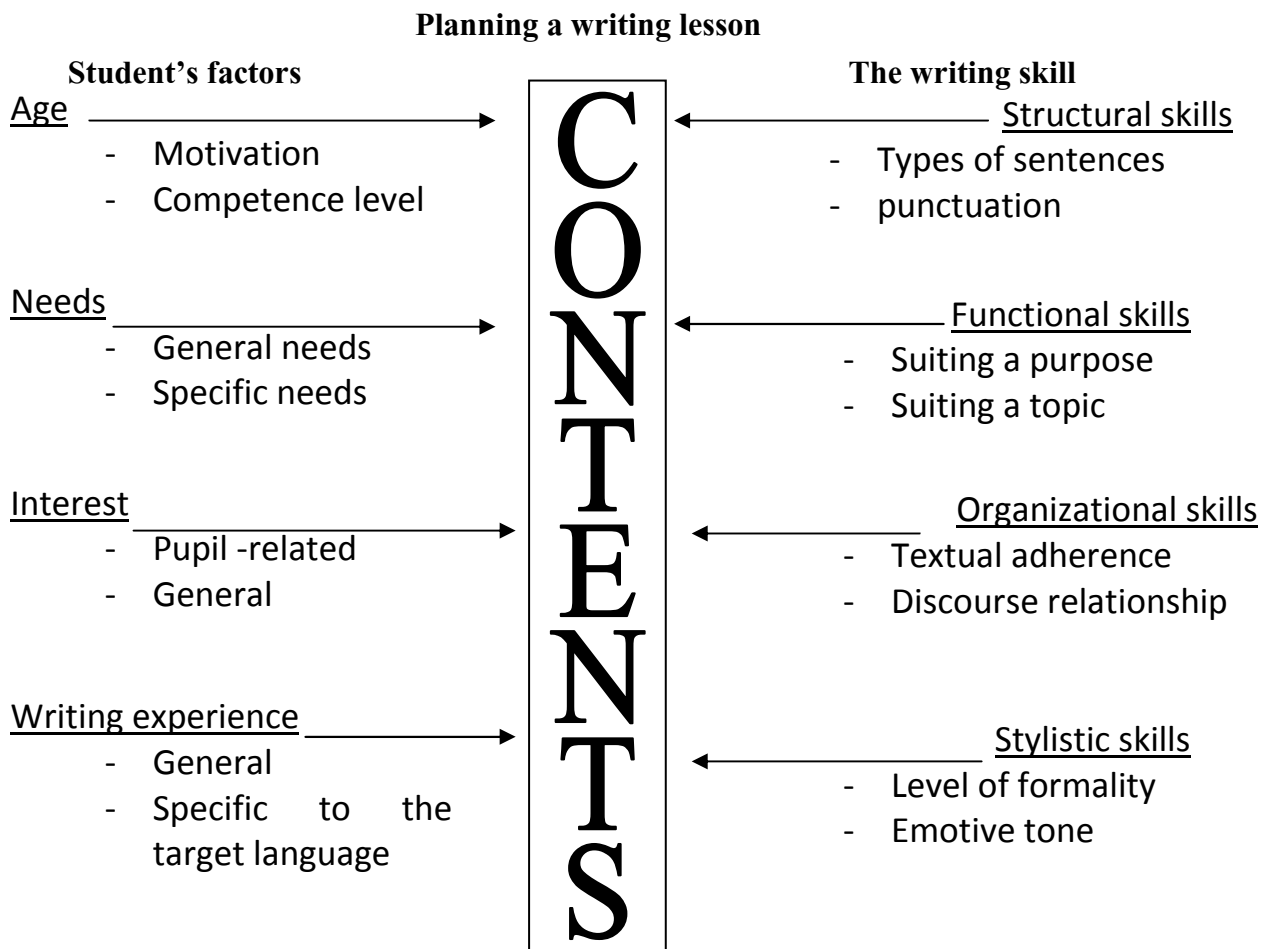 Planning a writing lesson
Student's factors
Age
- Motivation
- Competence level
Needs
- General needs
- Specific needs
Interest
- Pupil -related
- General
Writing experience
- General
- Specific to the
target language
C
O
N
T
E
N
T
S
The writing skill
Structural skills
- Types of sentences
- punctuation
Functional skills
- Suiting a purpose
- Suiting a topic
Organizational skills
- Textual adherence
- Discourse relationship
Stylistic skills
- Level of formality
- Emotive tone